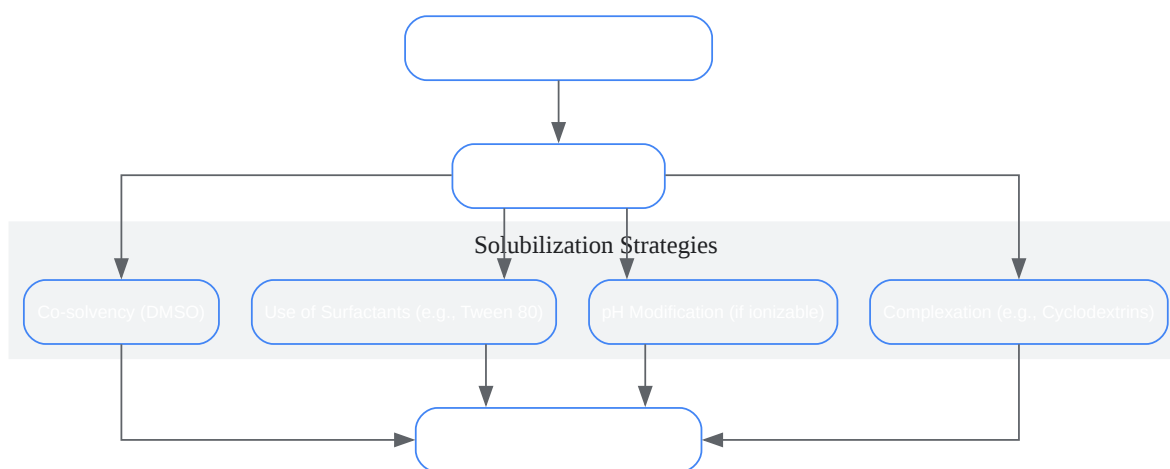 Solubilization Strategies
Co-solvency (DMSO)
Use of Surfactants (e.g., Tween 80)
pH Modification (if ionizable)
Complexation (e.g., Cyclodextrins)